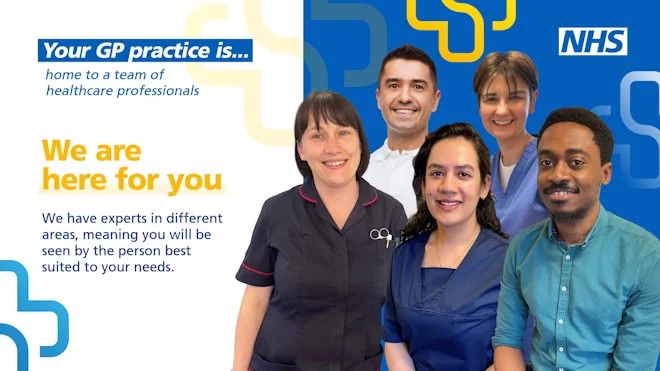 Your GP practice is...
home to a team of
healthcare professionals
NHS
We are
here for you
We have experts in different
areas, meaning you will be
seen by the person best
suited to your needs.